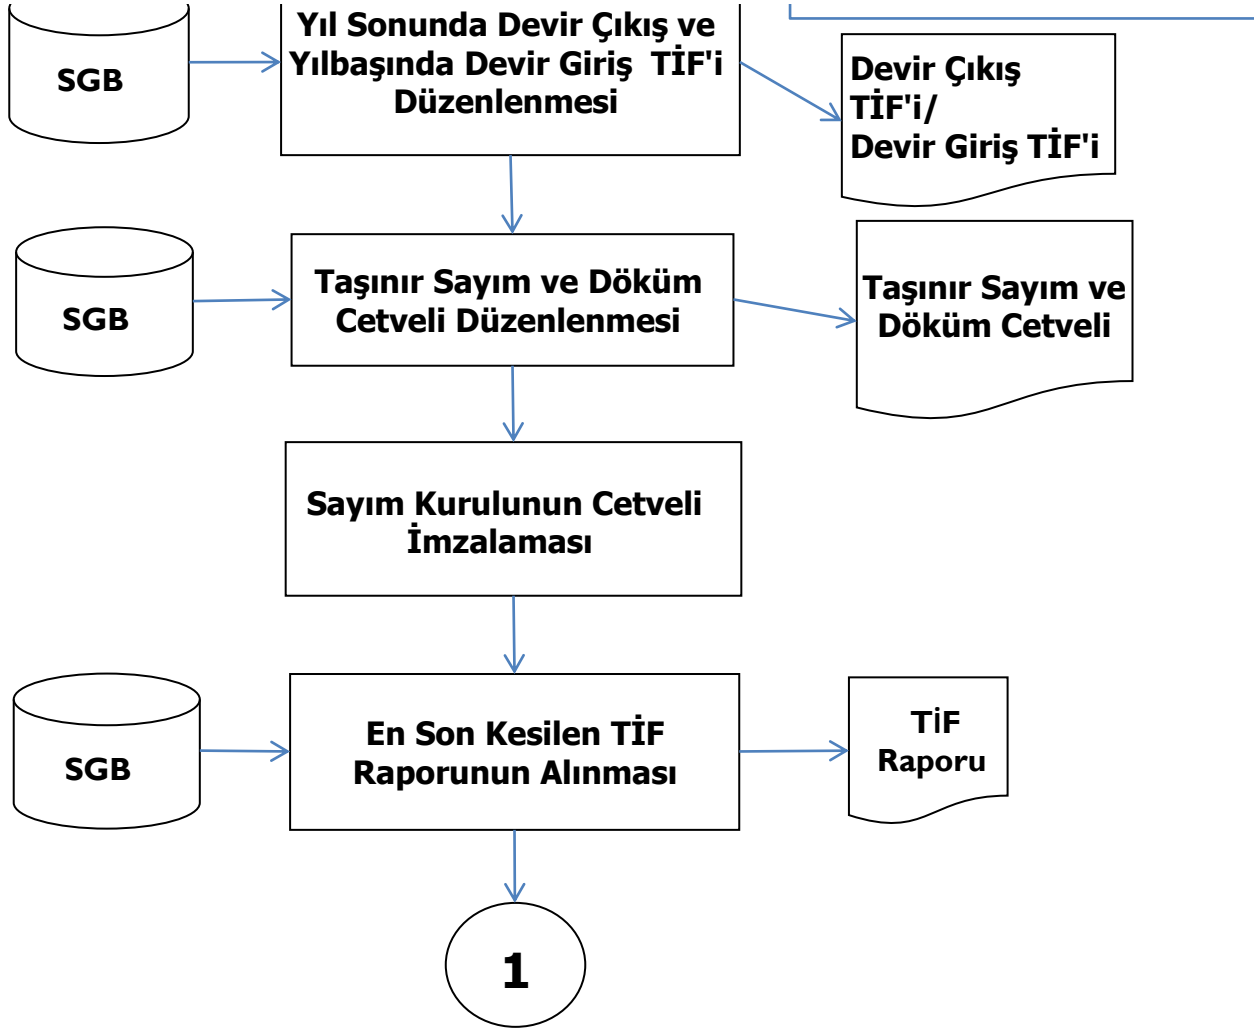 SGB
Yıl Sonunda Devir Çıkış ve
Yılbaşında Devir Giriş TİF'i
Düzenlenmesi
Devir Çıkış
TİF'i/
Devir Giriş TİF'i
SGB
Taşınır Sayım ve Döküm
Cetveli Düzenlenmesi
Taşınır Sayım ve
Döküm Cetveli
Sayım Kurulunun Cetveli
İmzalaması
SGB
En Son Kesilen TİF
Raporunun Alınması
TİF
Raporu
1